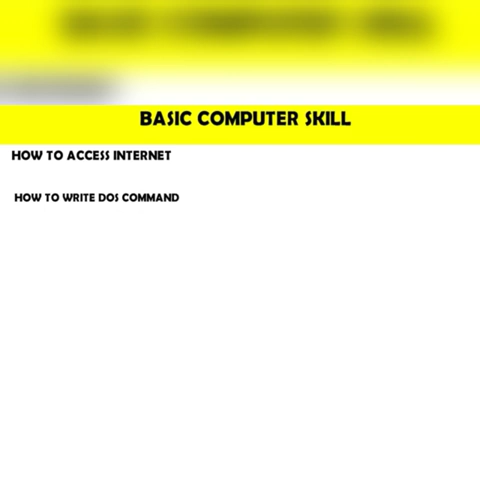 BASIC COMPUTER SKILL
HOW TO ACCESS INTERNET
HOW TO WRITE DOS COMMAND